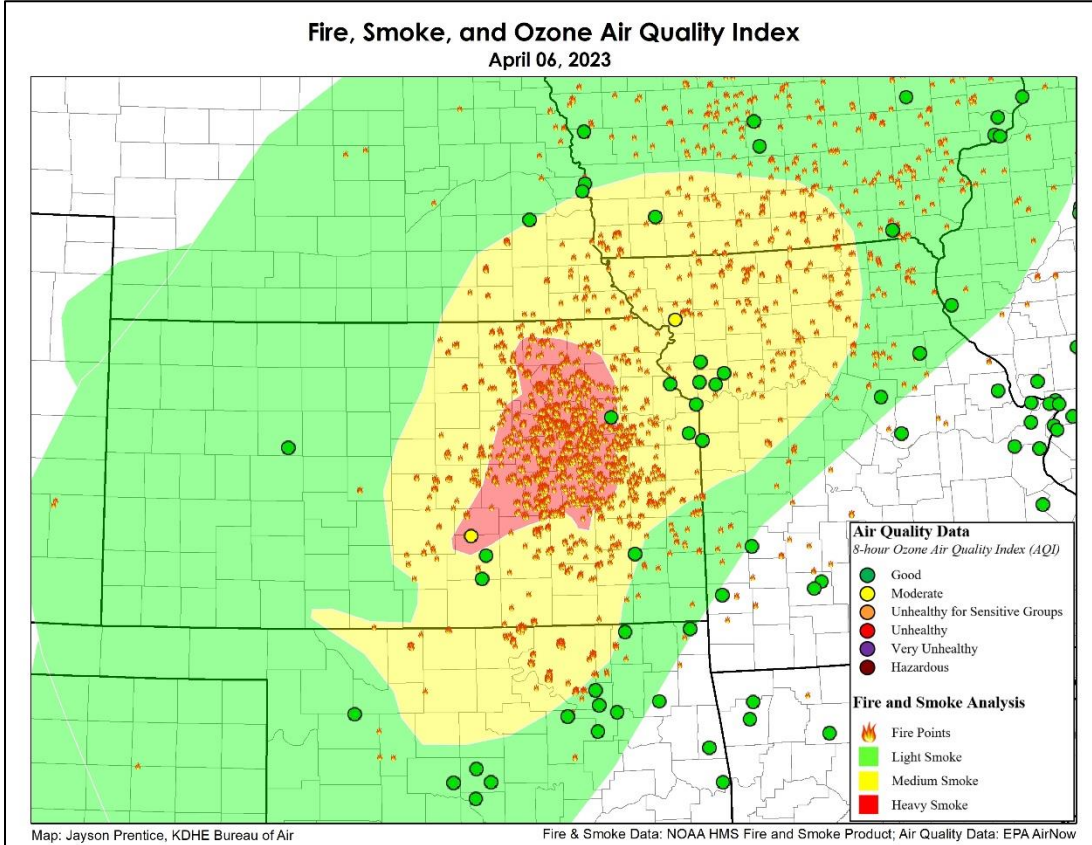 Fire, Smoke, and Ozone Air Quality Index
April 06, 2023
Air Quality Data
8-hour Ozone Air Quality Index (AQI)
Good
Moderate
Unhealthy for Sensitive Groups
Unhealthy
Very Unhealthy
Hazardous
Fire and Smoke Analysis
Fire Points
Light Smoke
Medium Smoke
Heavy Smoke
Map: Jayson Prentice, KDHE Bureau of Air
Fire & Smoke Data: NOAA HMS Fire and Smoke Product; Air Quality Data: EPA AirNow